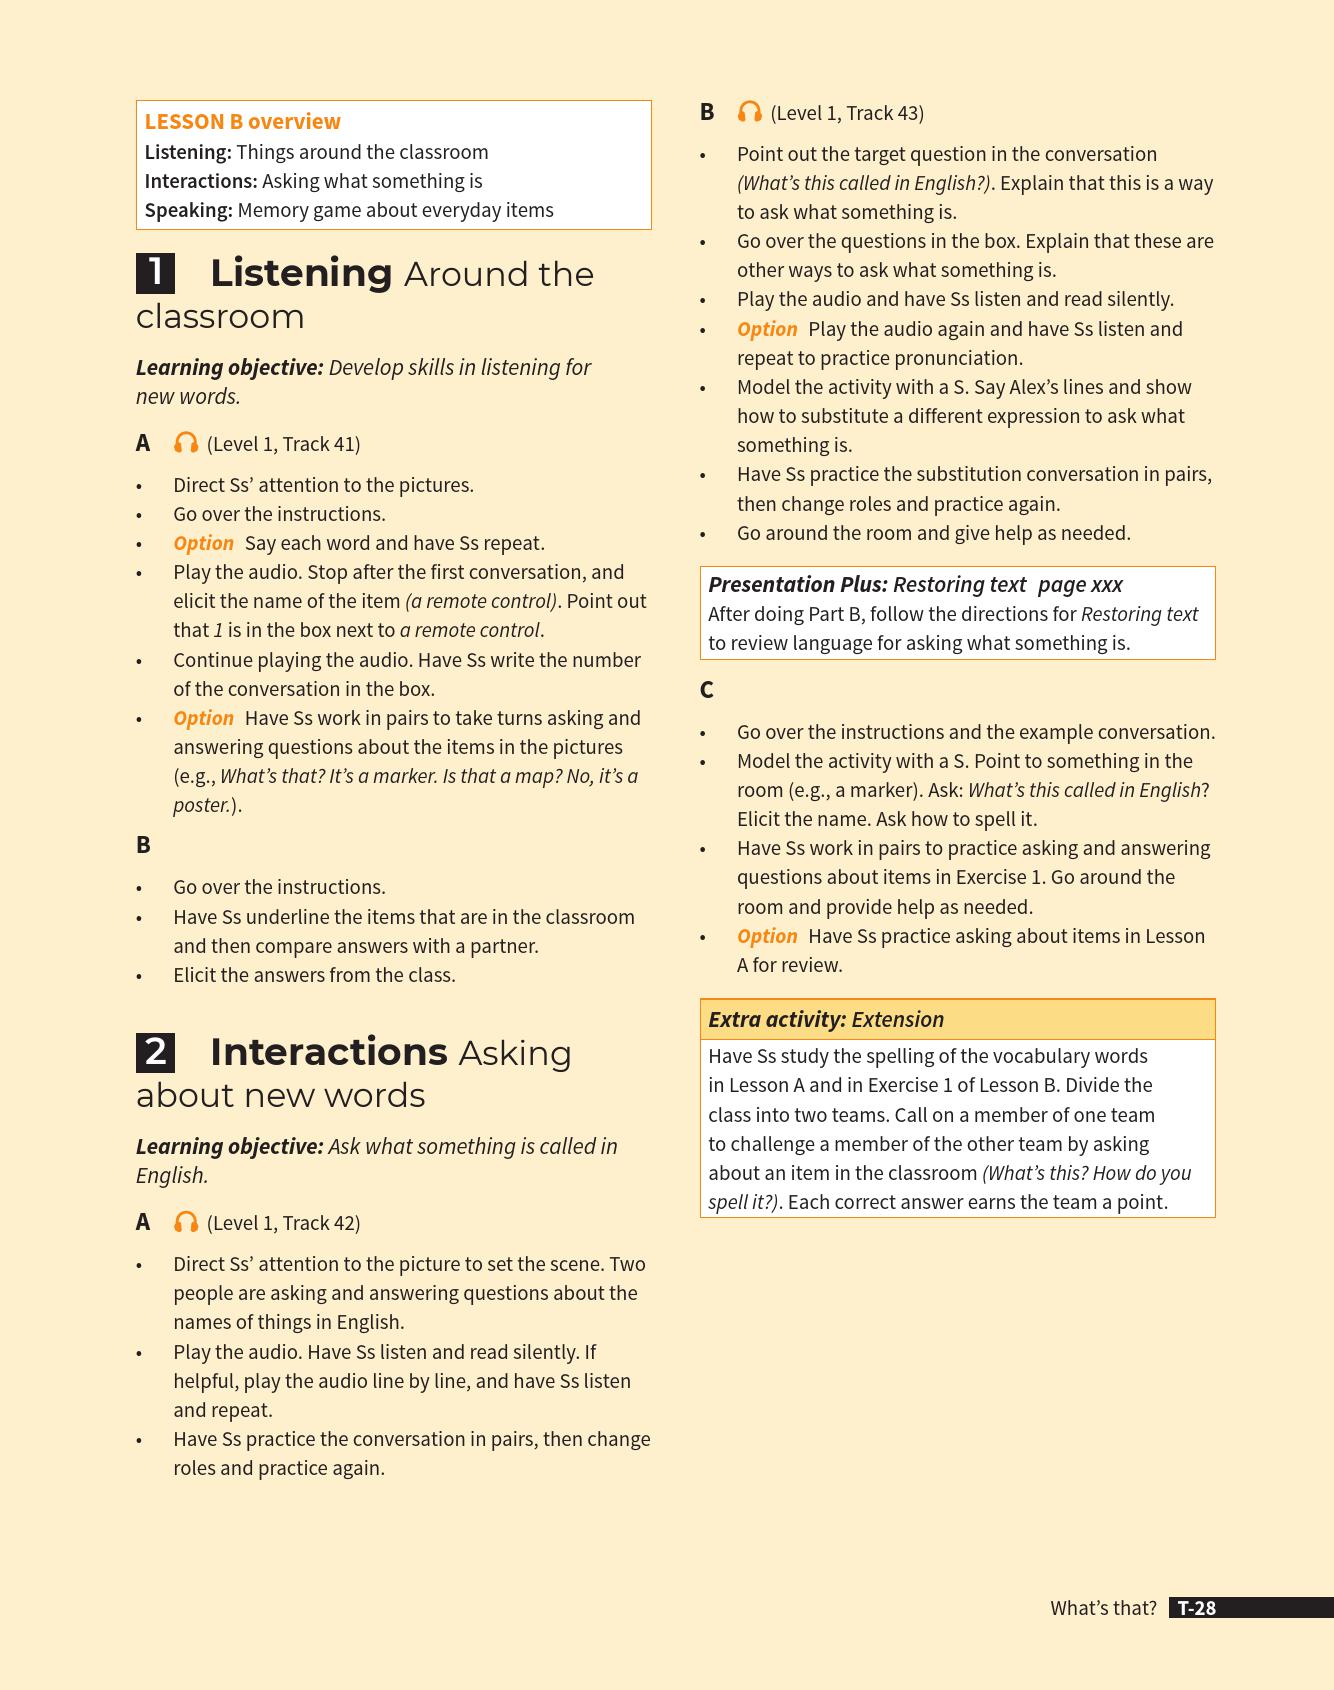 LESSON B overview
Listening: Things around the classroom
Interactions: Asking what something is
Speaking: Memory game about everyday items
1 Listening Around the
classroom
Learning objective: Develop skills in listening for
new words.
A (Level 1, Track 41)
• Direct Ss’ attention to the pictures.
• Go over the instructions.
• Option Say each word and have Ss repeat.
• Play the audio. Stop after the first conversation, and
elicit the name of the item (a remote control). Point out
that 1 is in the box next to a remote control.
• Continue playing the audio. Have Ss write the number
of the conversation in the box.
• Option Have Ss work in pairs to take turns asking and
answering questions about the items in the pictures
(e.g., What’s that? It’s a marker. Is that a map? No, it’s a
poster.).
B
• Go over the instructions.
• Have Ss underline the items that are in the classroom
and then compare answers with a partner.
• Elicit the answers from the class.
2 Interactions Asking
about new words
Learning objective: Ask what something is called in
English.
A (Level 1, Track 42)
• Direct Ss’ attention to the picture to set the scene. Two
people are asking and answering questions about the
names of things in English.
• Play the audio. Have Ss listen and read silently. If
helpful, play the audio line by line, and have Ss listen
and repeat.
• Have Ss practice the conversation in pairs, then change
roles and practice again.
B (Level 1, Track 43)
• Point out the target question in the conversation
(What’s this called in English?). Explain that this is a way
to ask what something is.
• Go over the questions in the box. Explain that these are
other ways to ask what something is.
• Play the audio and have Ss listen and read silently.
• Option Play the audio again and have Ss listen and
repeat to practice pronunciation.
• Model the activity with a S. Say Alex’s lines and show
how to substitute a different expression to ask what
something is.
• Have Ss practice the substitution conversation in pairs,
then change roles and practice again.
• Go around the room and give help as needed.
Presentation Plus: Restoring text page xxx
After doing Part B, follow the directions for Restoring text
to review language for asking what something is.
C
• Go over the instructions and the example conversation.
• Model the activity with a S. Point to something in the
room (e.g., a marker). Ask: What’s this called in English?
Elicit the name. Ask how to spell it.
• Have Ss work in pairs to practice asking and answering
questions about items in Exercise 1. Go around the
room and provide help as needed.
• Option Have Ss practice asking about items in Lesson
A for review.
Extra activity: Extension
Have Ss study the spelling of the vocabulary words
in Lesson A and in Exercise 1 of Lesson B. Divide the
class into two teams. Call on a member of one team
to challenge a member of the other team by asking
about an item in the classroom (What’s this? How do you
spell it?). Each correct answer earns the team a point.
What’s that? T-28